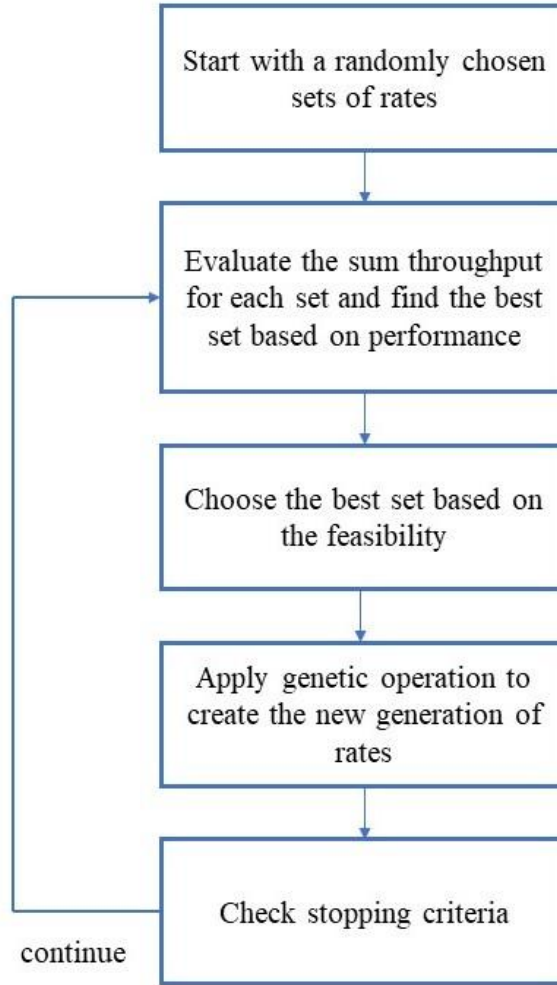 Start with a randomly chosen
sets of rates
Evaluate the sum throughput
for each set and find the best
set based on performance
Choose the best set based on
the feasibility
Apply genetic operation to
create the new generation of
rates
Check stopping criteria
continue